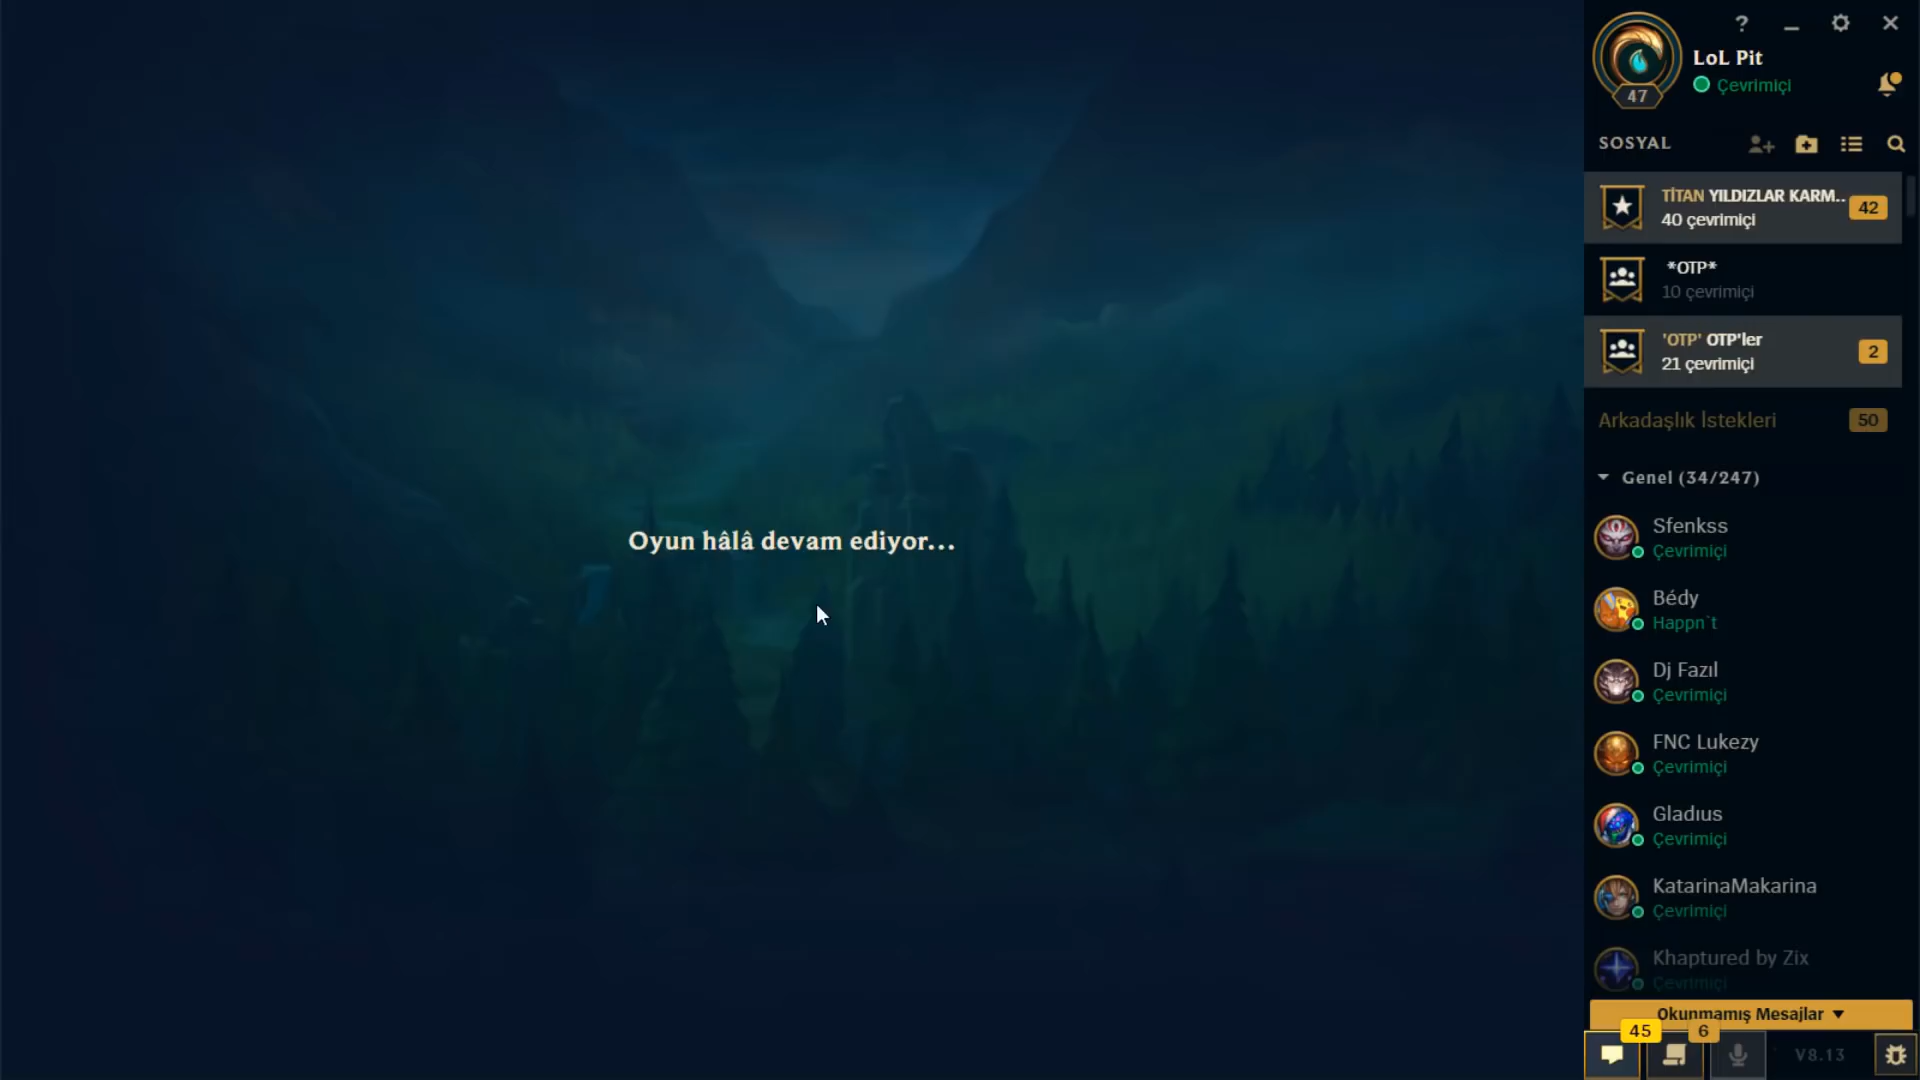 ?
LoL Pit
Çevrimiçi
47
SOSYAL
TİTAN YILDIZLAR KARM..
40 çevrimiçi
42
*OTP*
10 çevrimiçi
'OTP' OTP'ler
21 çevrimiçi
2
Arkadaşlık İstekleri
50
Genel (34/247)
Sfenkss
Çevrimiçi
Bédy
Happn´t
Dj Fazıl
Çevrimiçi
FNC Lukezy
Çevrimiçi
Gladıus
Çevrimiçi
KatarinaMakarina
Çevrimiçi
Khaptured by Zix
Çevrimiçi
Oyun hâlâ devam ediyor...
Okunmamış Mesajlar
45
6
V8.13